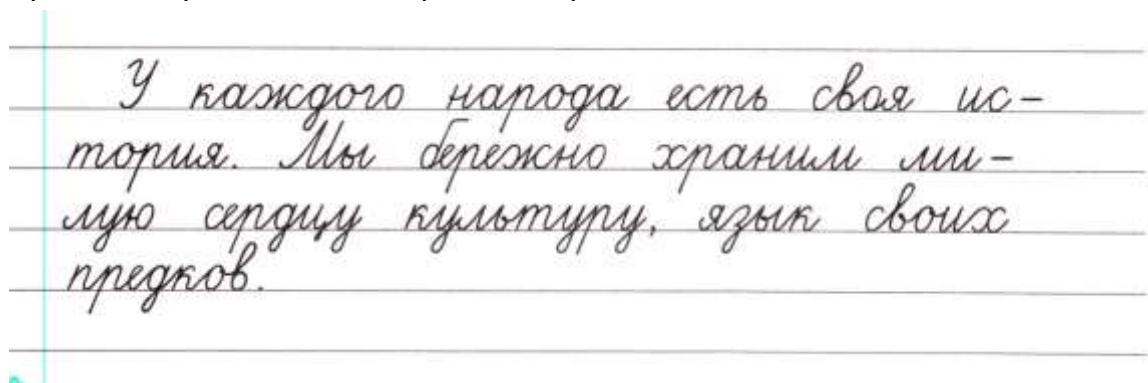 У каждого народа есть своя ис-
тория. Мы бережно храним ми-
лую сердцу культуру, язык своих
предков.